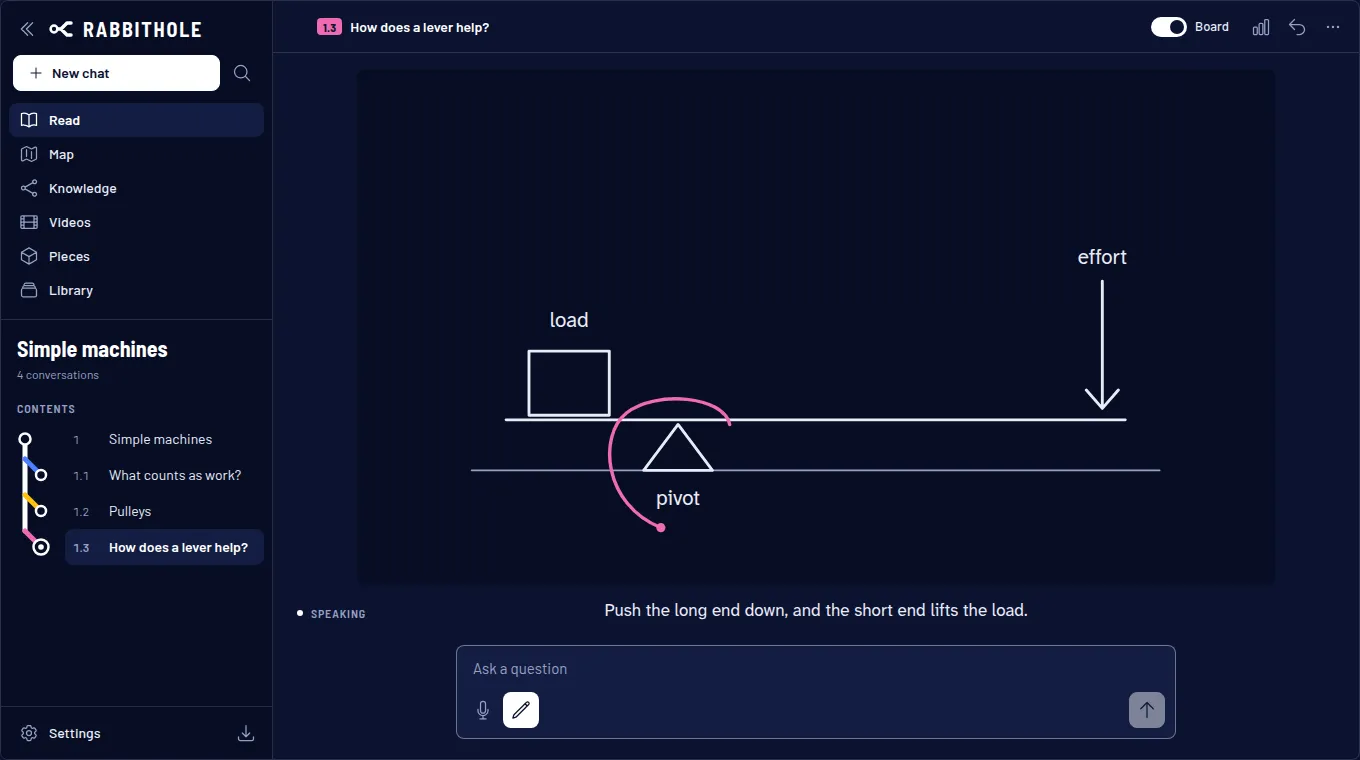 RABBITHOLE
New chat
Read
Map
Knowledge
Videos
Pieces
Library
Simple machines
4 conversations
CONTENTS
1 Simple machines
1.1 What counts as work?
1.2 Pulleys
1.3 How does a lever help?
Settings
1.3 How does a lever help?
Board
effort
load
pivot
SPEAKING
Push the long end down, and the short end lifts the load.
Ask a question